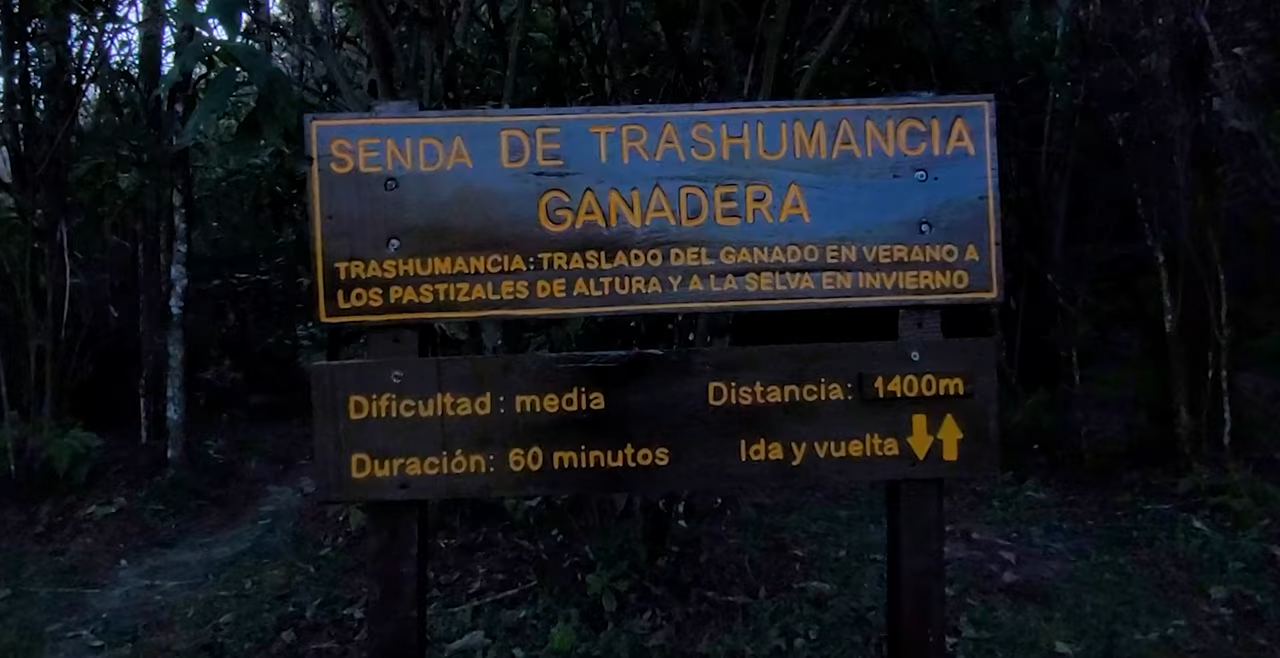 SENDA DE TRASHUMANCIA
GANADERA
TRASHUMANCIA: TRASLADO DEL GANADO EN VERANO A
LOS PASTIZALES DE ALTURA Y A LA SELVA EN INVIERNO
Dificultad: media
Distancia: 1400m
Duración: 60 minutos
Ida y vuelta